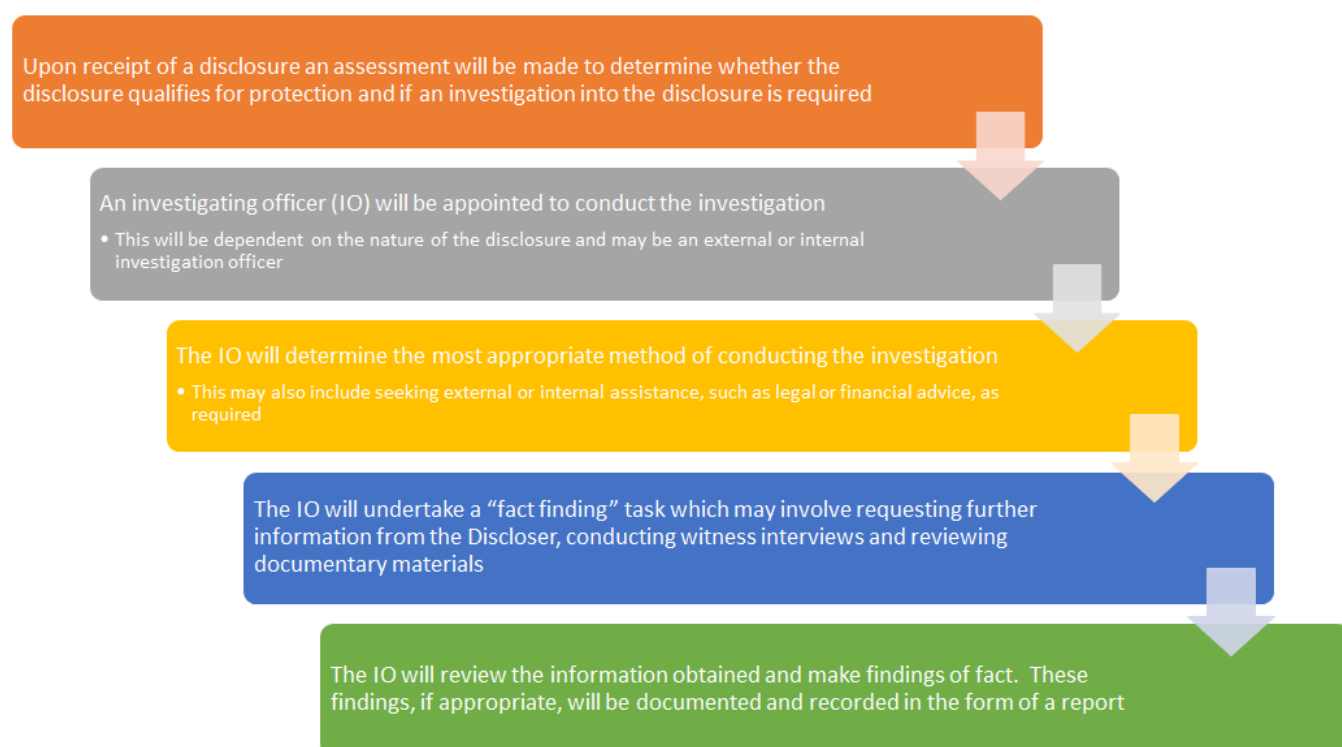 Upon receipt of a disclosure an assessment will be made to determine whether the
disclosure qualifies for protection and if an investigation into the disclosure is required
An investigating officer (IO) will be appointed to conduct the investigation
• This will be dependent on the nature of the disclosure and may be an external or internal
investigation officer
The IO will determine the most appropriate method of conducting the investigation
• This may also include seeking external or internal assistance, such as legal or financial advice, as
required
The IO will undertake a “fact finding” task which may involve requesting further
information from the Discloser, conducting witness interviews and reviewing
documentary materials
The IO will review the information obtained and make findings of fact.  These
findings, if appropriate, will be documented and recorded in the form of a report